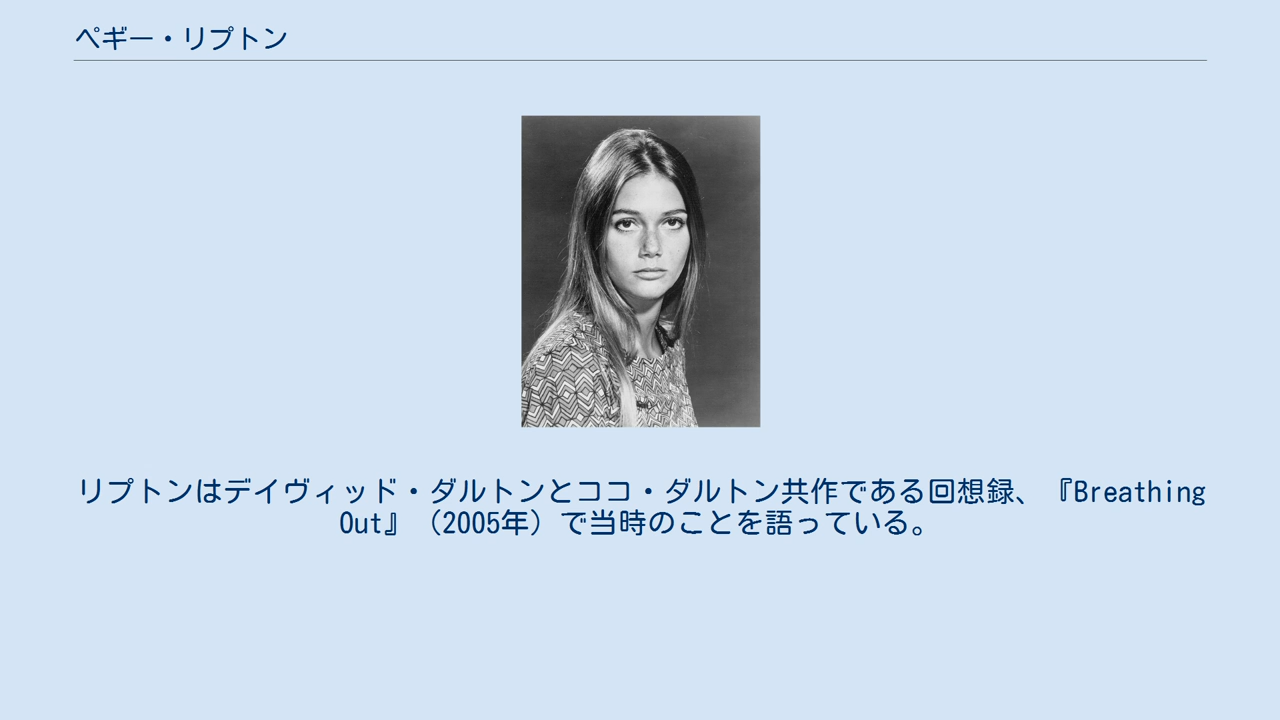 ペギー・リプトン
リプトンはデイヴィッド・ダルトンとココ・ダルトン共作である回想録、『Breathing
Out』（2005年）で当時のことを語っている。